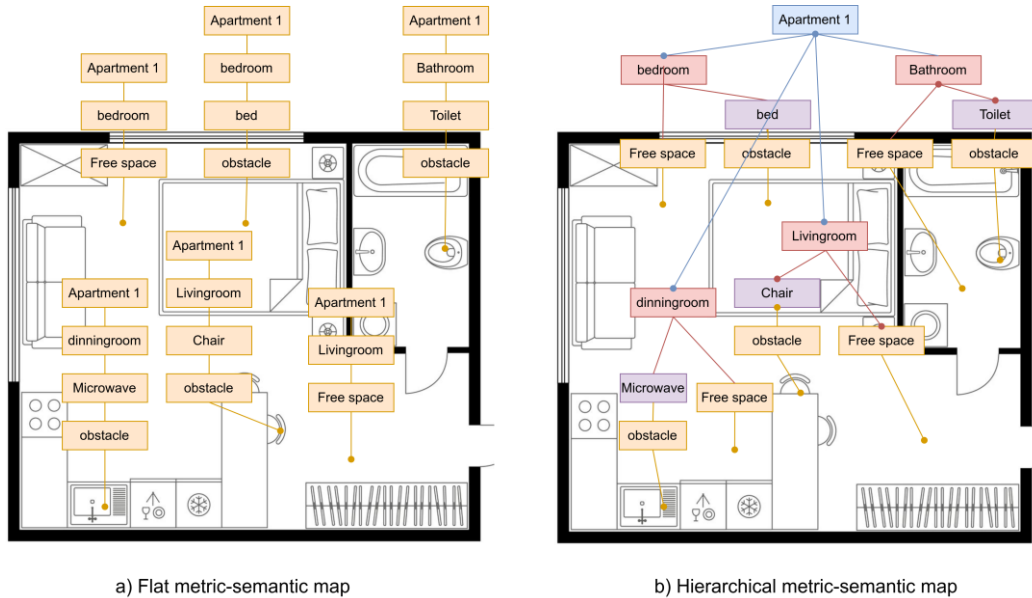 Apartment 1
bedroom
Free space
Apartment 1
bedroom
bed
obstacle
Apartment 1
Bathroom
Toilet
obstacle
Apartment 1
dinningroom
Microwave
obstacle
Apartment 1
Livingroom
Chair
obstacle
Apartment 1
Livingroom
Free space
a) Flat metric-semantic map
Apartment 1
bedroom
Bathroom
bed
Toilet
Free space
obstacle
Free space
obstacle
Livingroom
dinningroom
Chair
obstacle
Free space
Microwave
Free space
obstacle
b) Hierarchical metric-semantic map